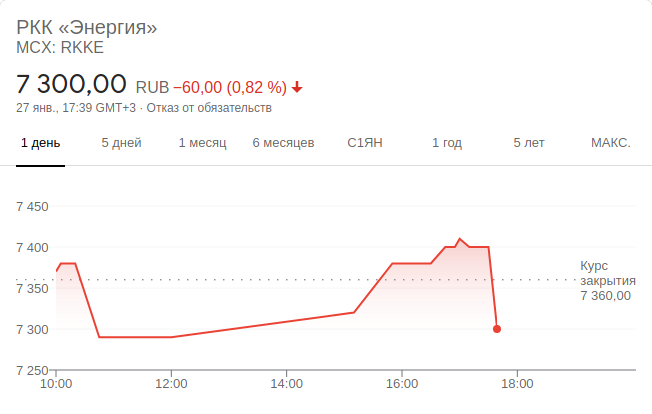 РКК «Энергия»
MCX: RKKE
7 300,00 RUB −60,00 (0,82 %)
27 янв., 17:39 GMT+3 · Отказ от обязательств
1 день 5 дней 1 месяц 6 месяцев С1ЯН 1 год 5 лет МАКС.
7 450
7 400
Курс
закрытия
7 360,00
7 350
7 300
7 250
10:00 12:00 14:00 16:00 18:00